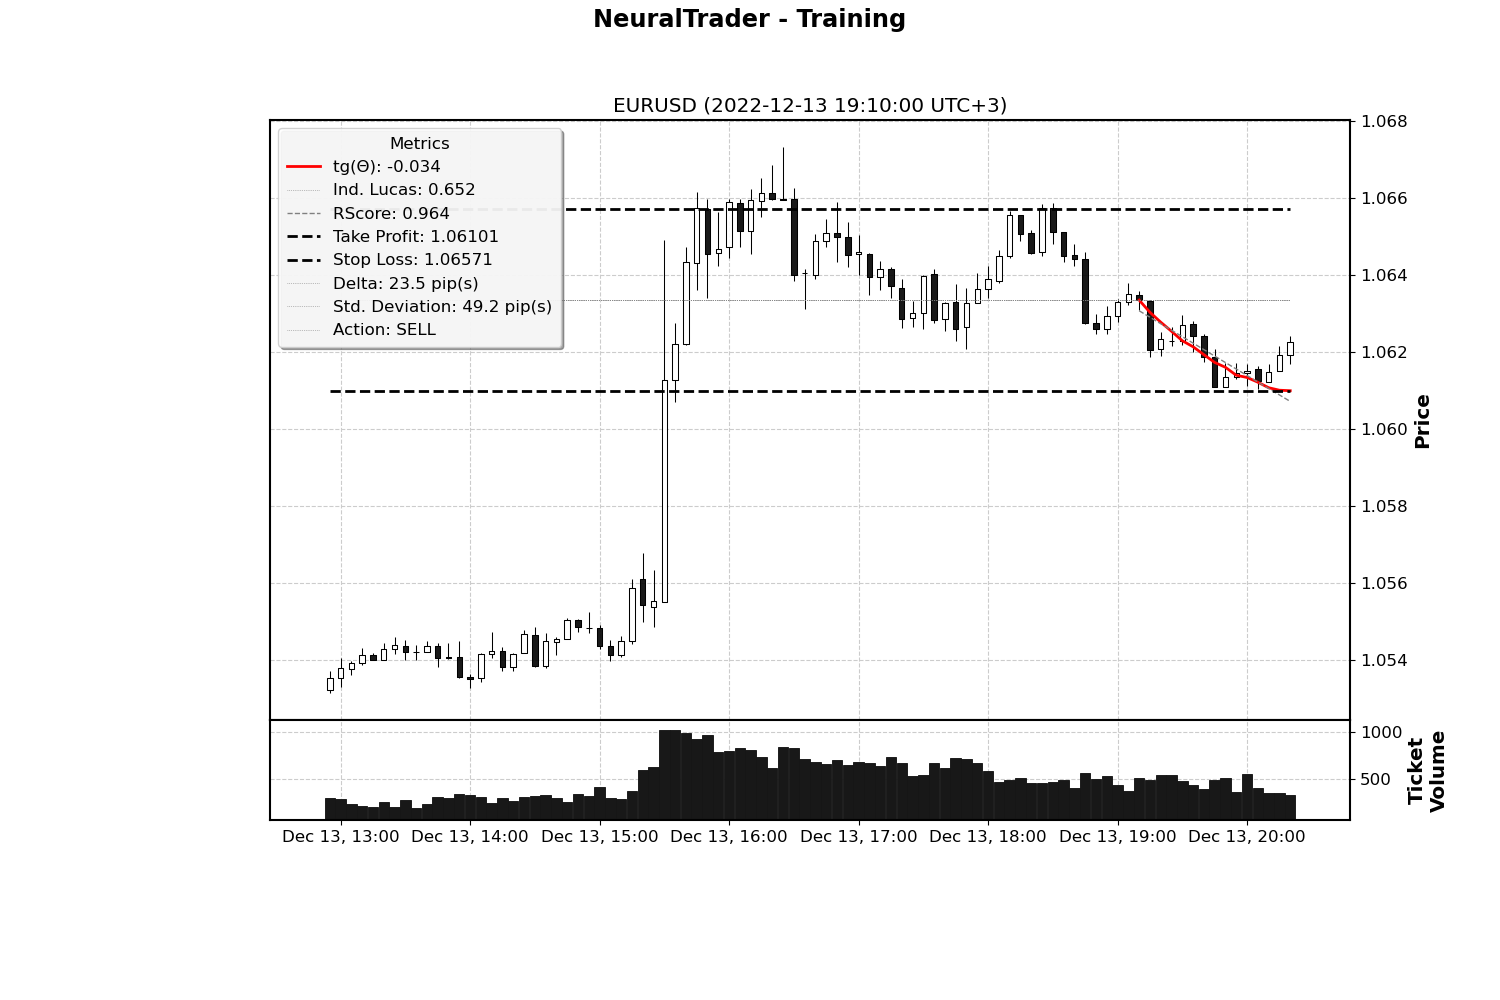 NeuralTrader - Training
EURUSD (2022-12-13 19:10:00 UTC+3)
Metrics
tg(Θ): -0.034
Ind. Lucas: 0.652
RScore: 0.964
Take Profit: 1.06101
Stop Loss: 1.06571
Delta: 23.5 pip(s)
Std. Deviation: 49.2 pip(s)
Action: SELL
1.068
1.066
1.064
1.062
1.060
1.058
1.056
1.054
Price
1000
500
Ticket
Volume
Dec 13, 13:00 Dec 13, 14:00 Dec 13, 15:00 Dec 13, 16:00 Dec 13, 17:00 Dec 13, 18:00 Dec 13, 19:00 Dec 13, 20:00